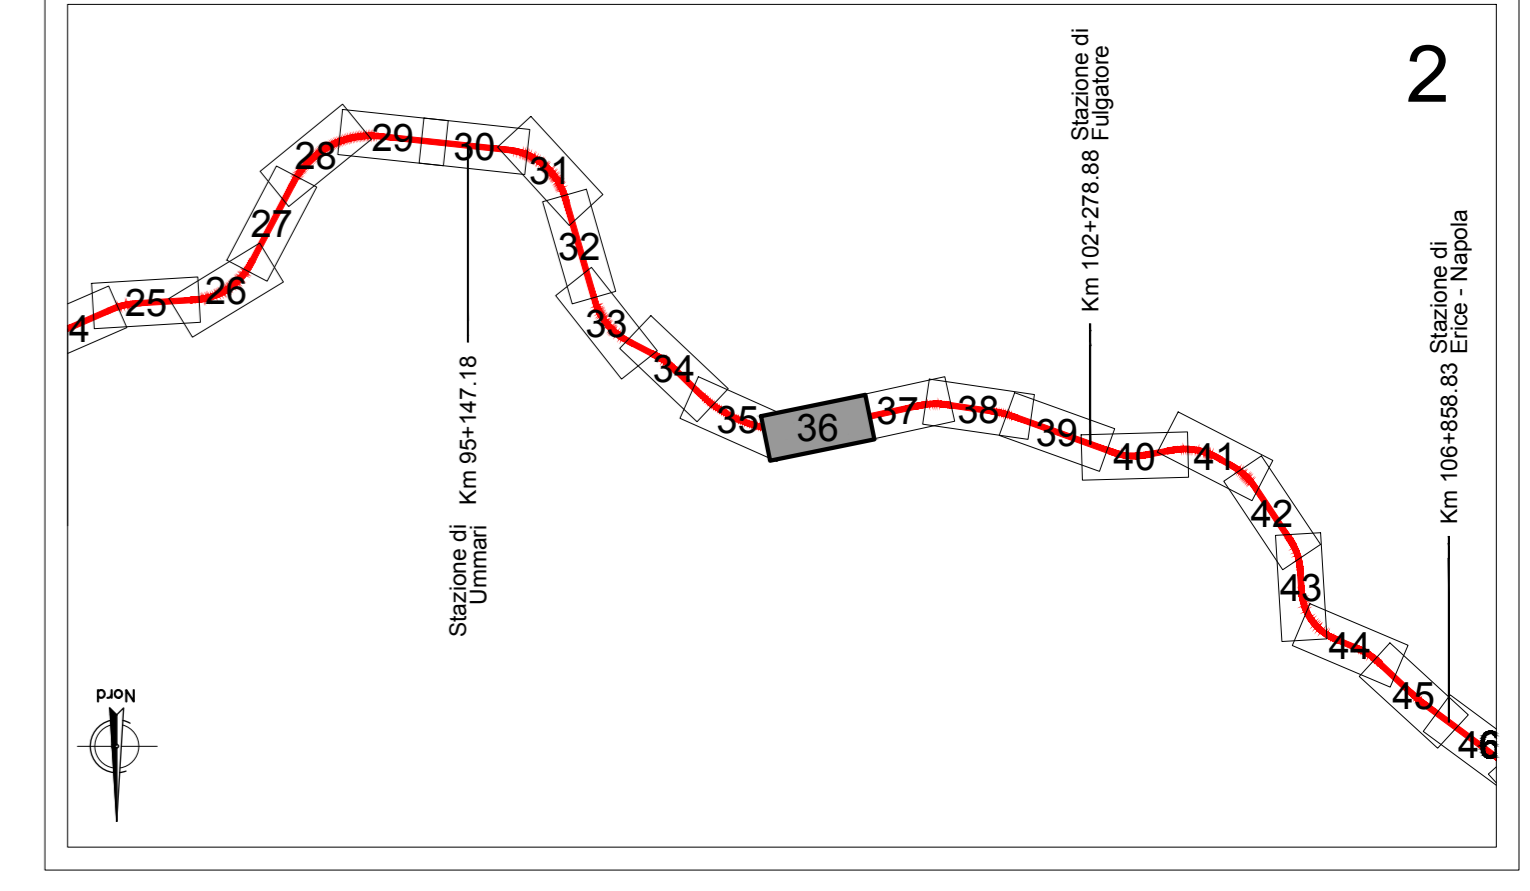 2
4
25
26
27
28
29
30
31
32
33
34
35
36
37
38
39
40
41
42
43
44
45
46
Stazione di
Ummari
Km 95+147.18
Stazione di
Fulgatore
Km 102+278.88
Stazione di
Erice - Napola
Km 106+858.83
Nord